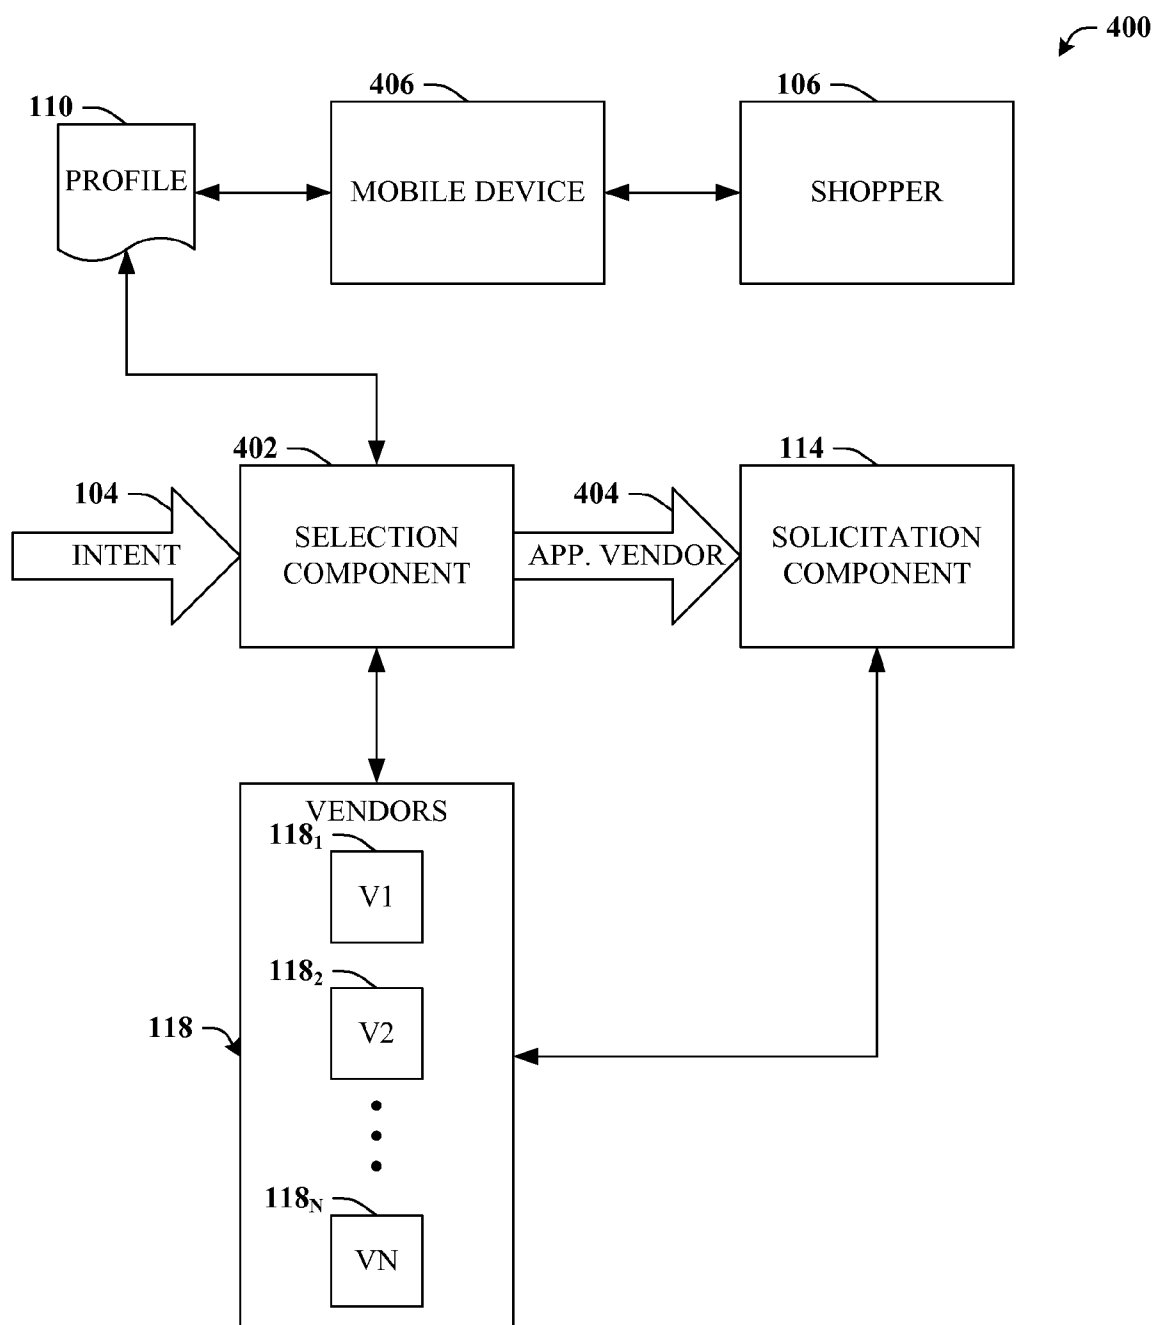 400
110
406
106
PROFILE
MOBILE DEVICE
SHOPPER
402
114
104
404
INTENT
SELECTION
COMPONENT
APP. VENDOR
SOLICITATION
COMPONENT
VENDORS
118₁
V1
118₂
V2
118
118ₙ
VN